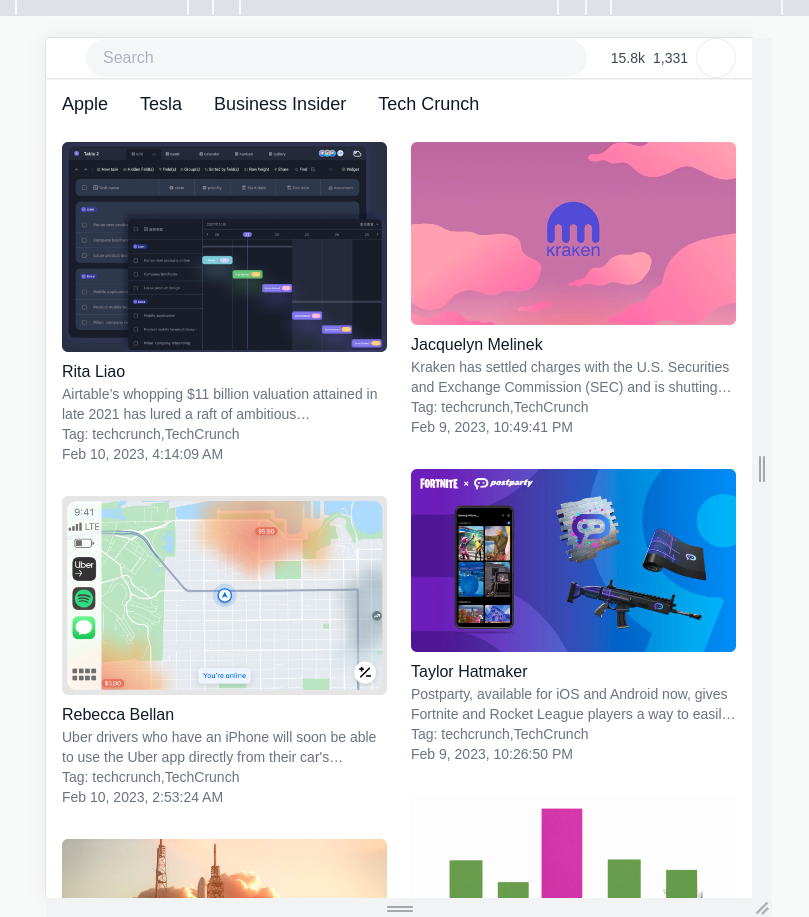 Search
15.8k 1,331
Apple Tesla Business Insider Tech Crunch
Rita Liao
Airtable's whopping $11 billion valuation attained in
late 2021 has lured a raft of ambitious…
Tag: techcrunch,TechCrunch
Feb 10, 2023, 4:14:09 AM
9:41
LTE
Uber
$5.50
You're online
$3.00
Rebecca Bellan
Uber drivers who have an iPhone will soon be able
to use the Uber app directly from their car's…
Tag: techcrunch,TechCrunch
Feb 10, 2023, 2:53:24 AM
kraken
Jacquelyn Melinek
Kraken has settled charges with the U.S. Securities
and Exchange Commission (SEC) and is shutting…
Tag: techcrunch,TechCrunch
Feb 9, 2023, 10:49:41 PM
FORTNITE x postparty
Taylor Hatmaker
Postparty, available for iOS and Android now, gives
Fortnite and Rocket League players a way to easil…
Tag: techcrunch,TechCrunch
Feb 9, 2023, 10:26:50 PM